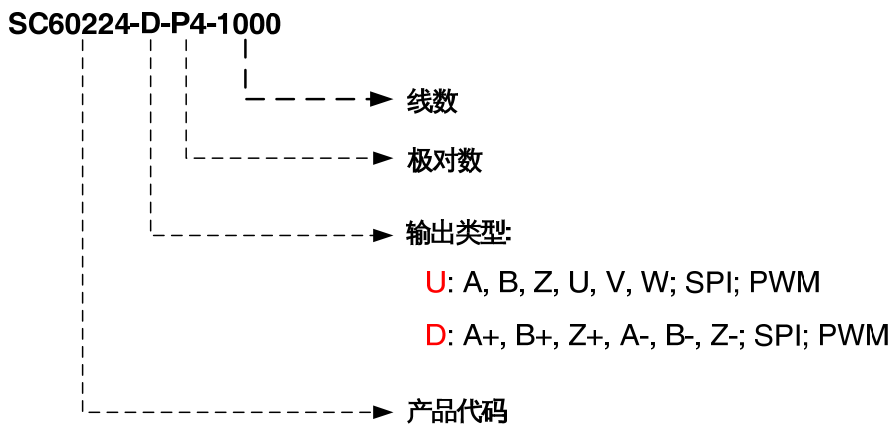 SC60224-D-P4-1000
线数
极对数
输出类型:
U: A, B, Z, U, V, W; SPI; PWM
D: A+, B+, Z+, A-, B-, Z-; SPI; PWM
产品代码